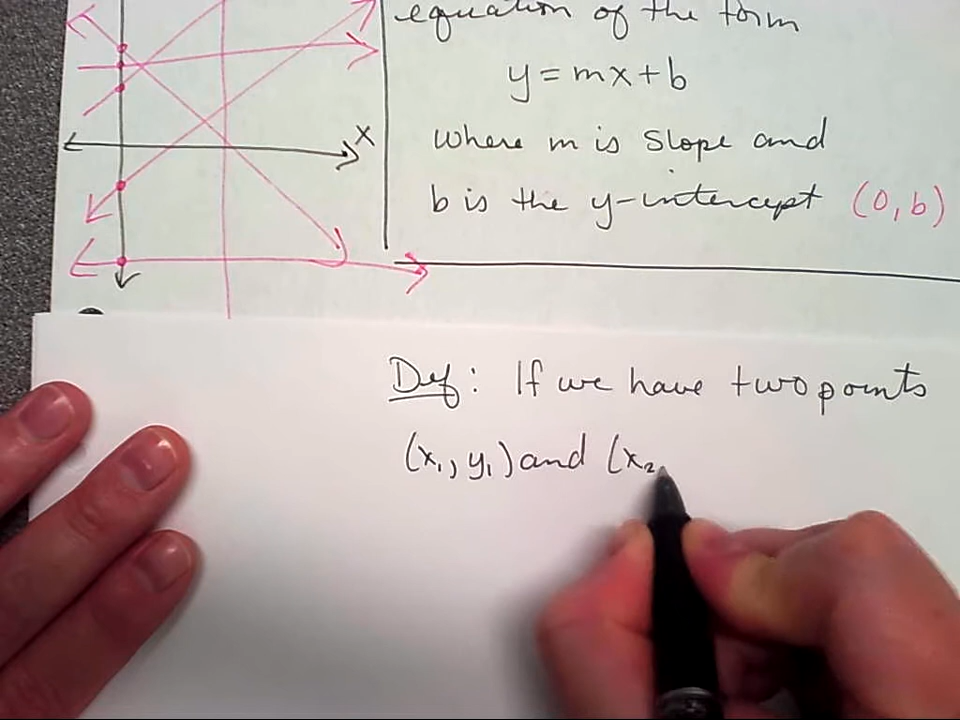 equation of the form
y = mx + b
x
where m is slope and
b is the y-intercept (0, b)
Def: If we have two points
(x₁, y₁) and (x₂